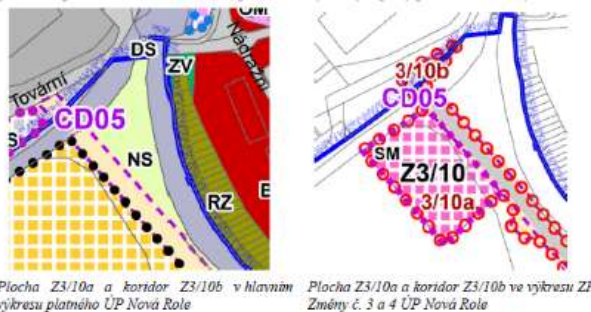 OM
DS
ZV
Nádražní
Tovární
S
CD05
NS
RZ
B
3/10b
CD05
SM
Z3/10
3/10a
Plocha Z3/10a a koridor Z3/10b v hlavním
výkresu platného ÚP Nová Role
Plocha Z3/10a a koridor Z3/10b ve výkresu ZP
Změny č. 3 a 4 ÚP Nová Role